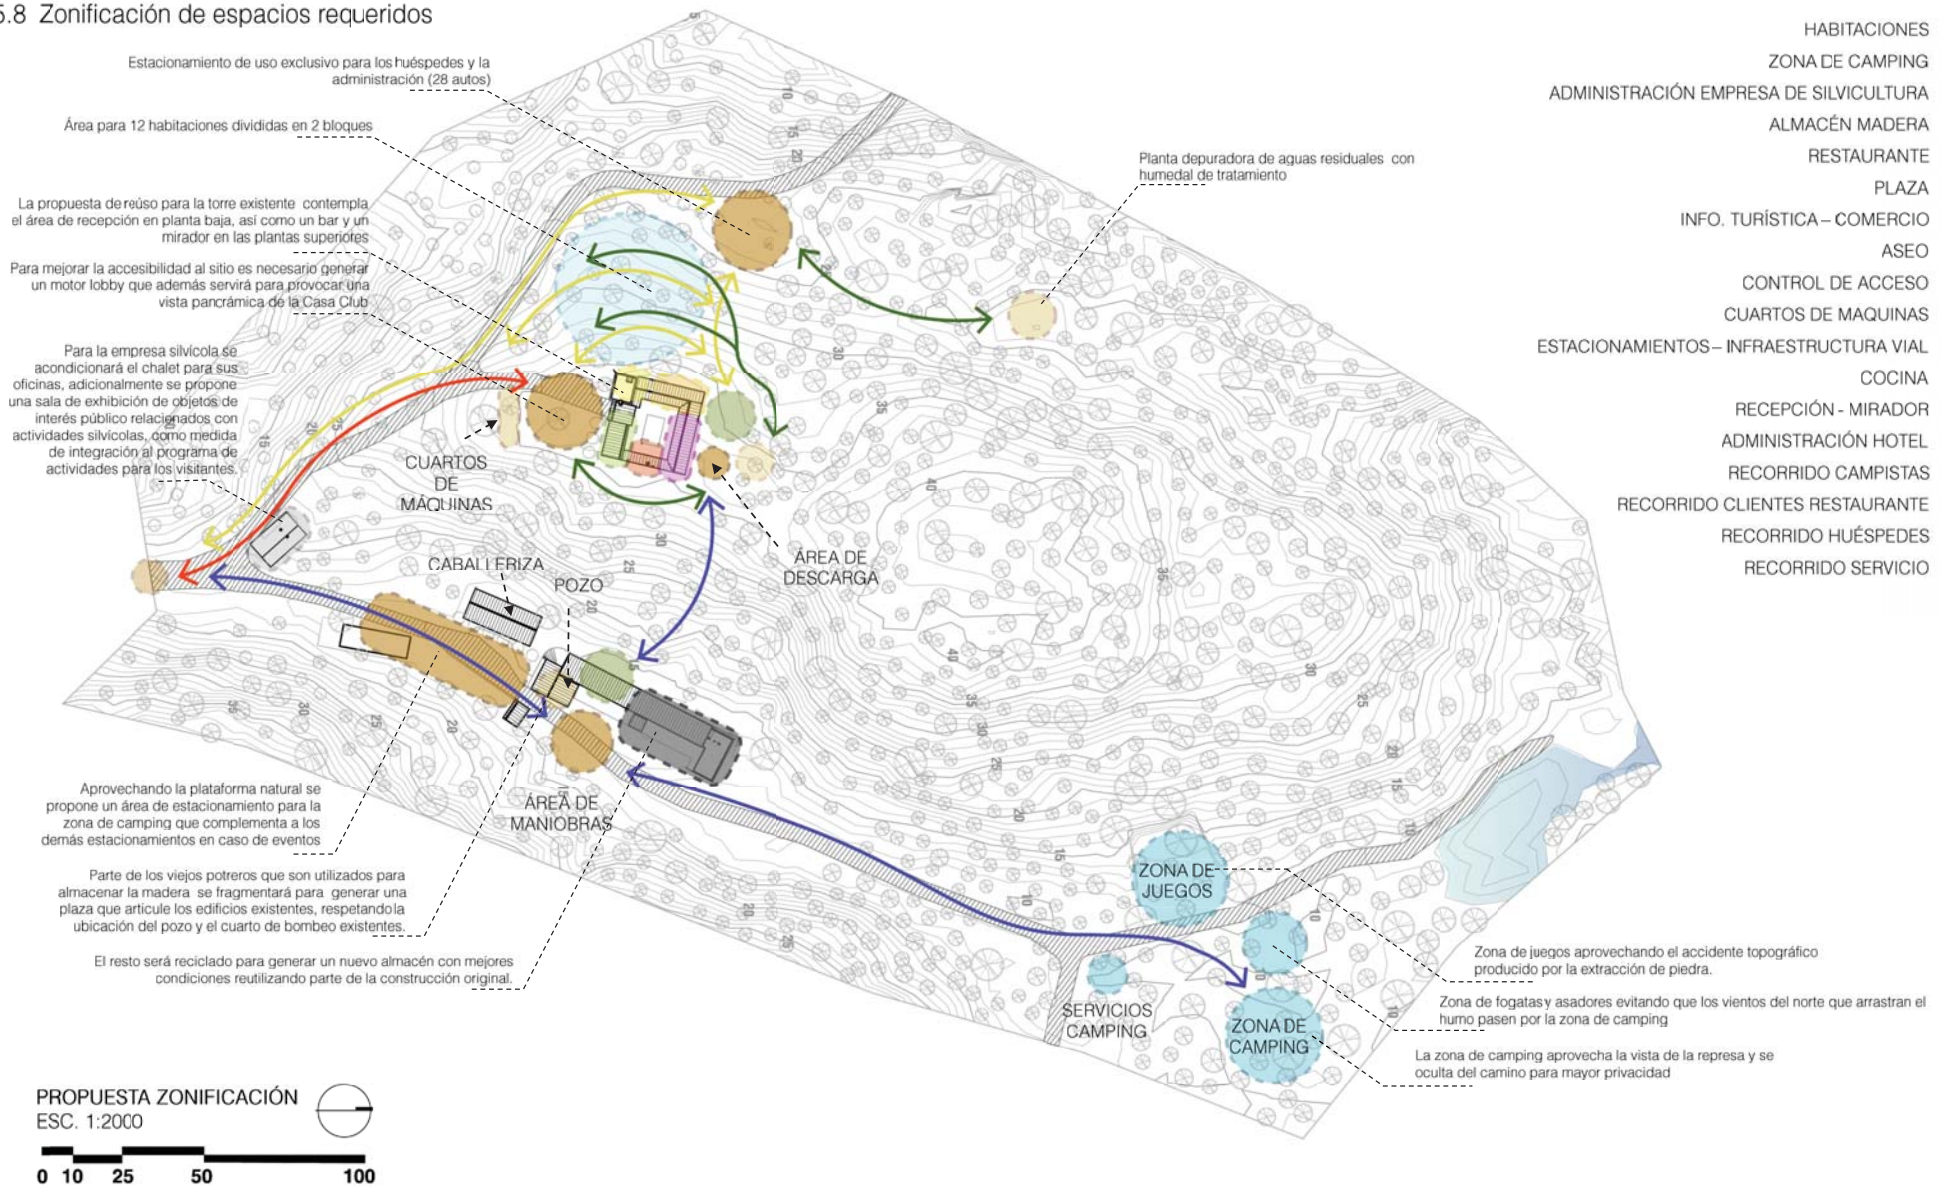 5.8 Zonificación de espacios requeridos
Estacionamiento de uso exclusivo para los huéspedes y la
administración (28 autos)
Área para 12 habitaciones divididas en 2 bloques
La propuesta de reúso para la torre existente contempla
el área de recepción en planta baja, así como un bar y un
mirador en las plantas superiores
Para mejorar la accesibilidad al sitio es necesario generar
un motor lobby que además servirá para provocar una
vista panorámica de la Casa Club
Para la empresa silvícola se
acondicionará el chalet para sus
oficinas, adicionalmente se propone
una sala de exhibición de objetos de
interés público relacionados con
actividades silvícolas, como medida
de integración al programa de
actividades para los visitantes.
Planta depuradora de aguas residuales con
humedal de tratamiento
HABITACIONES
ZONA DE CAMPING
ADMINISTRACIÓN EMPRESA DE SILVICULTURA
ALMACÉN MADERA
RESTAURANTE
PLAZA
INFO. TURÍSTICA – COMERCIO
ASEO
CONTROL DE ACCESO
CUARTOS DE MAQUINAS
ESTACIONAMIENTOS – INFRAESTRUCTURA VIAL
COCINA
RECEPCIÓN - MIRADOR
ADMINISTRACIÓN HOTEL
RECORRIDO CAMPISTAS
RECORRIDO CLIENTES RESTAURANTE
RECORRIDO HUÉSPEDES
RECORRIDO SERVICIO
CUARTOS
DE
MÁQUINAS
ÁREA DE
DESCARGA
CABALLERIZA
POZO
ÁREA DE
MANIOBRAS
Aprovechando la plataforma natural se
propone un área de estacionamiento para la
zona de camping que complementa a los
demás estacionamientos en caso de eventos
Parte de los viejos potreros que son utilizados para
almacenar la madera se fragmentará para generar una
plaza que articule los edificios existentes, respetando la
ubicación del pozo y el cuarto de bombeo existentes.
El resto será reciclado para generar un nuevo almacén con mejores
condiciones reutilizando parte de la construcción original.
ZONA DE
JUEGOS
SERVICIOS
CAMPING
ZONA DE
CAMPING
Zona de juegos aprovechando el accidente topográfico
producido por la extracción de piedra.
Zona de fogatas y asadores evitando que los vientos del norte que arrastran el
humo pasen por la zona de camping
La zona de camping aprovecha la vista de la represa y se
oculta del camino para mayor privacidad
PROPUESTA ZONIFICACIÓN
ESC. 1:2000
0 10 25 50 100